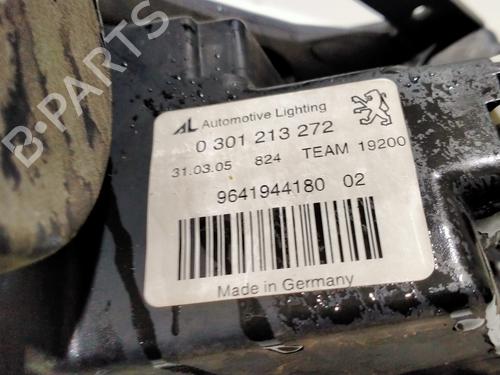 AL Automotive Lighting
0 301 213 272
31.03.05 824 TEAM 19200
9641944180 02
Made in Germany
B-PARTS